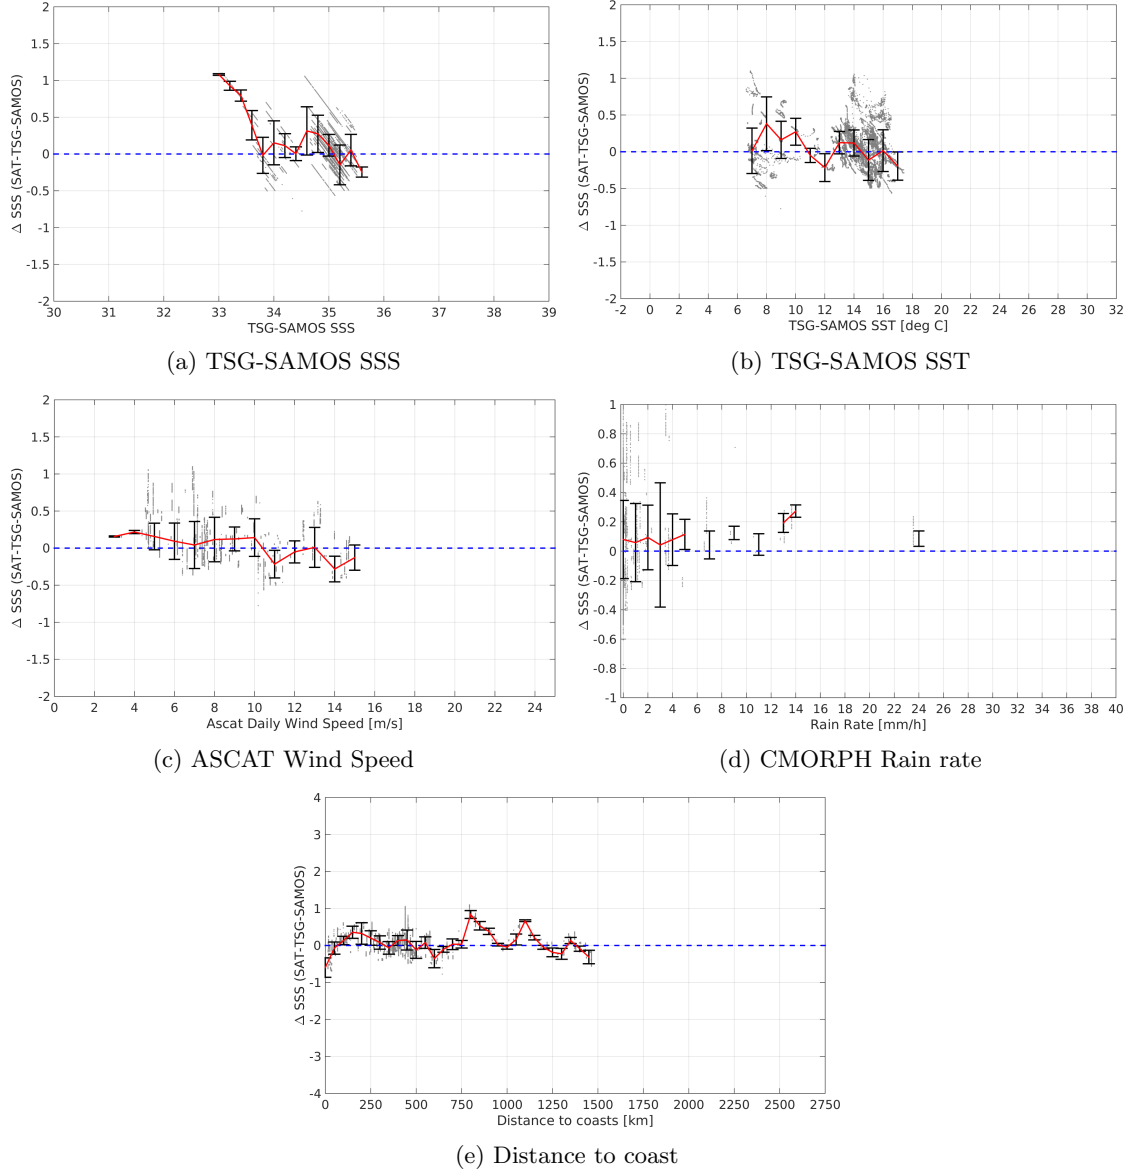 2
1.5
1
0.5
0
-0.5
-1
-1.5
-2
Δ SSS (SAT-TSG-SAMOS)
30 31 32 33 34 35 36 37 38 39
TSG-SAMOS SSS
(a) TSG-SAMOS SSS
2
1.5
1
0.5
0
-0.5
-1
-1.5
-2
Δ SSS (SAT-TSG-SAMOS)
-2 0 2 4 6 8 10 12 14 16 18 20 22 24 26 28 30 32
TSG-SAMOS SST [deg C]
(b) TSG-SAMOS SST
2
1.5
1
0.5
0
-0.5
-1
-1.5
-2
Δ SSS (SAT-TSG-SAMOS)
0 2 4 6 8 10 12 14 16 18 20 22 24
Ascat Daily Wind Speed [m/s]
(c) ASCAT Wind Speed
1
0.8
0.6
0.4
0.2
0
-0.2
-0.4
-0.6
-0.8
-1
Δ SSS (SAT-TSG-SAMOS)
0 2 4 6 8 10 12 14 16 18 20 22 24 26 28 30 32 34 36 38 40
Rain Rate [mm/h]
(d) CMORPH Rain rate
4
3
2
1
0
-1
-2
-3
-4
Δ SSS (SAT-TSG-SAMOS)
0 250 500 750 1000 1250 1500 1750 2000 2250 2500 2750
Distance to coasts [km]
(e) Distance to coast